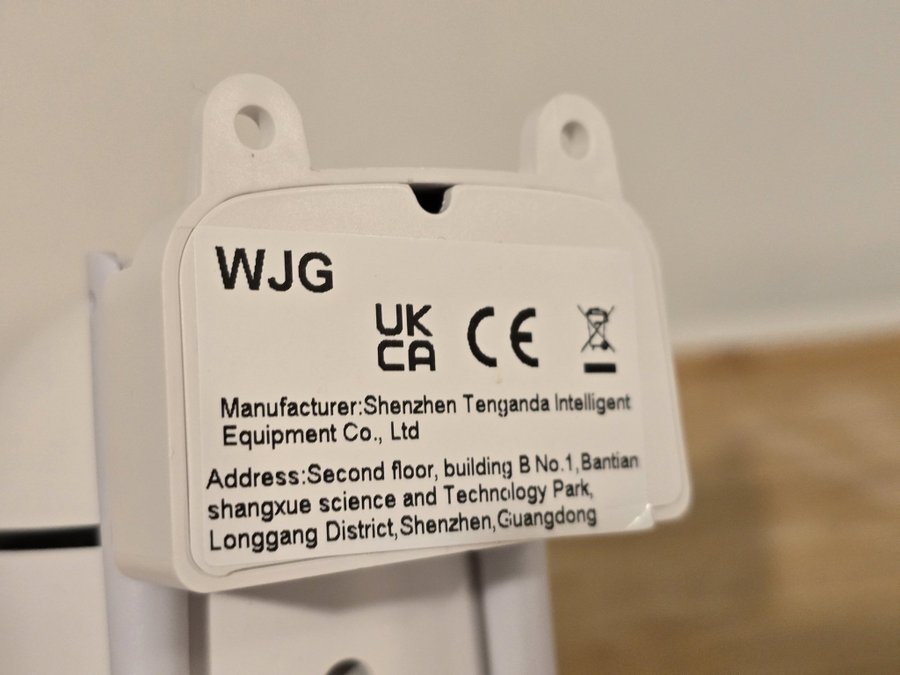 WJG
UK
CA
CE
Manufacturer:Shenzhen Tenganda Intelligent
Equipment Co., Ltd
Address:Second floor, building B No.1,Bantian
shangxue science and Technology Park,
Longgang District,Shenzhen,Guangdong